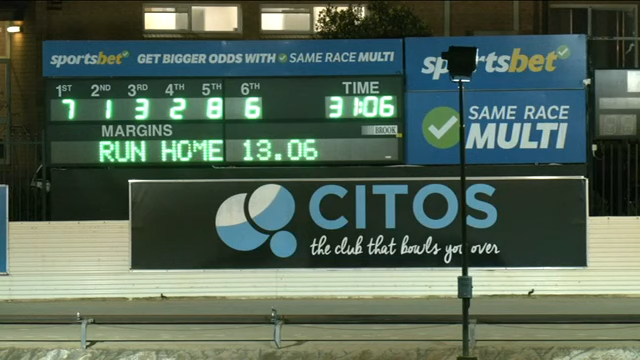 sportsbet GET BIGGER ODDS WITH SAME RACE MULTI
sportsbet
1ST 2ND 3RD 4TH 5TH 6TH TIME
7 1 3 2 8 6 31:06
MARGINS BROOK
RUN HOME 13.06
SAME RACE
MULTI
CITOS
the club that bowls you over